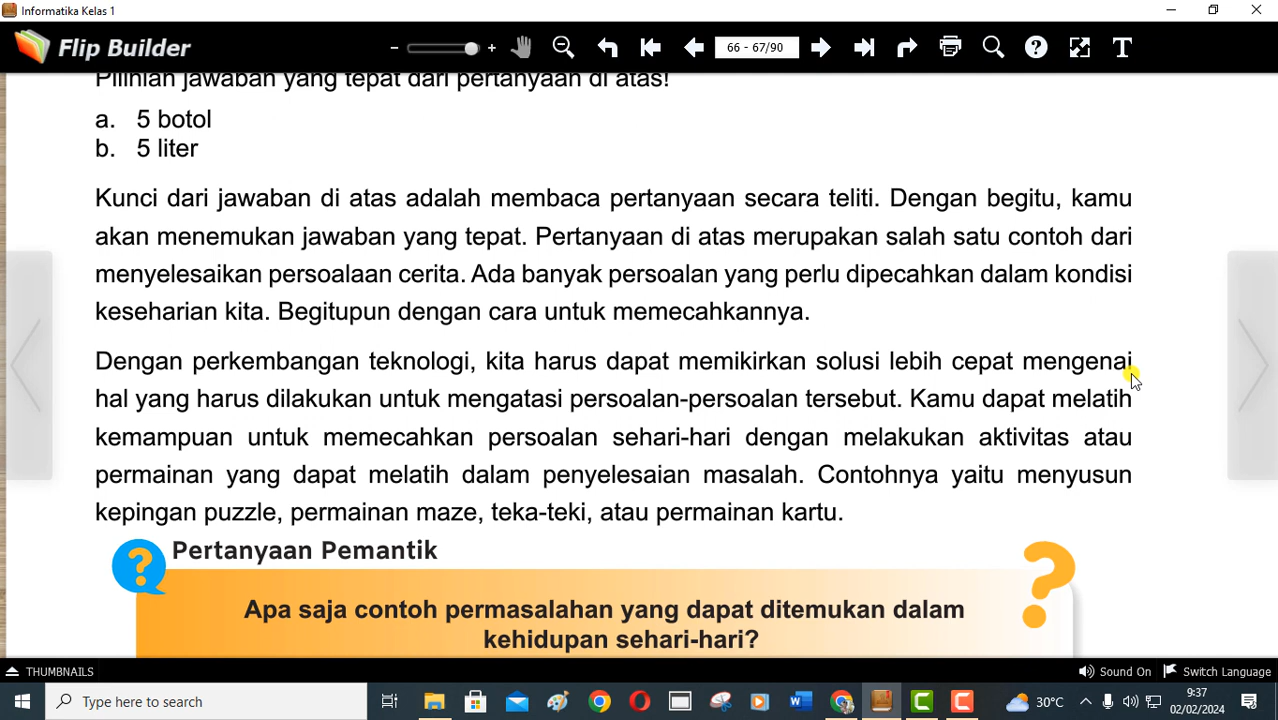 Informatika Kelas 1
Flip Builder
66 - 67/90
Pilihlah jawaban yang tepat dari pertanyaan di atas!
a. 5 botol
b. 5 liter
Kunci dari jawaban di atas adalah membaca pertanyaan secara teliti. Dengan begitu, kamu
akan menemukan jawaban yang tepat. Pertanyaan di atas merupakan salah satu contoh dari
menyelesaikan persoalaan cerita. Ada banyak persoalan yang perlu dipecahkan dalam kondisi
keseharian kita. Begitupun dengan cara untuk memecahkannya.
Dengan perkembangan teknologi, kita harus dapat memikirkan solusi lebih cepat mengenai
hal yang harus dilakukan untuk mengatasi persoalan-persoalan tersebut. Kamu dapat melatih
kemampuan untuk memecahkan persoalan sehari-hari dengan melakukan aktivitas atau
permainan yang dapat melatih dalam penyelesaian masalah. Contohnya yaitu menyusun
kepingan puzzle, permainan maze, teka-teki, atau permainan kartu.
Pertanyaan Pemantik
Apa saja contoh permasalahan yang dapat ditemukan dalam
kehidupan sehari-hari?
THUMBNAILS
Sound On
Switch Language
Type here to search
30°C
9:37
02/02/2024